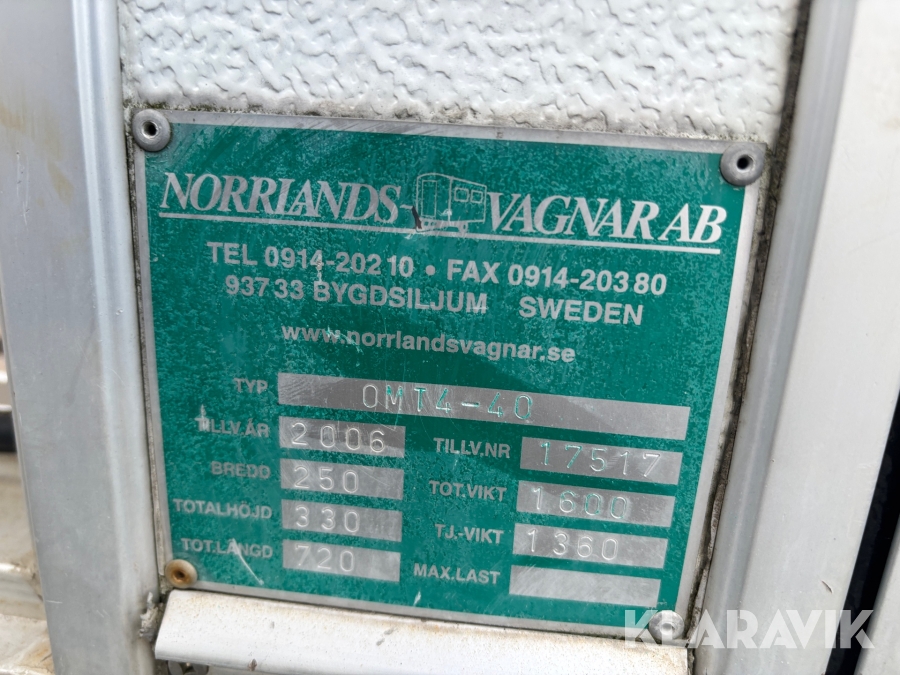 NORRLANDS-VAGNAR AB
TEL 0914-202 10 • FAX 0914-203 80
937 33 BYGDSILJUM SWEDEN
www.norrlandsvagnar.se
TYP OMT4-40
TILLV.ÅR 2006 TILLV.NR 17517
BREDD 250 TOT.VIKT 1600
TOTALHÖJD 330 TJ.-VIKT 1360
TOT.LÄNGD 720 MAX.LAST
KLARAVIK